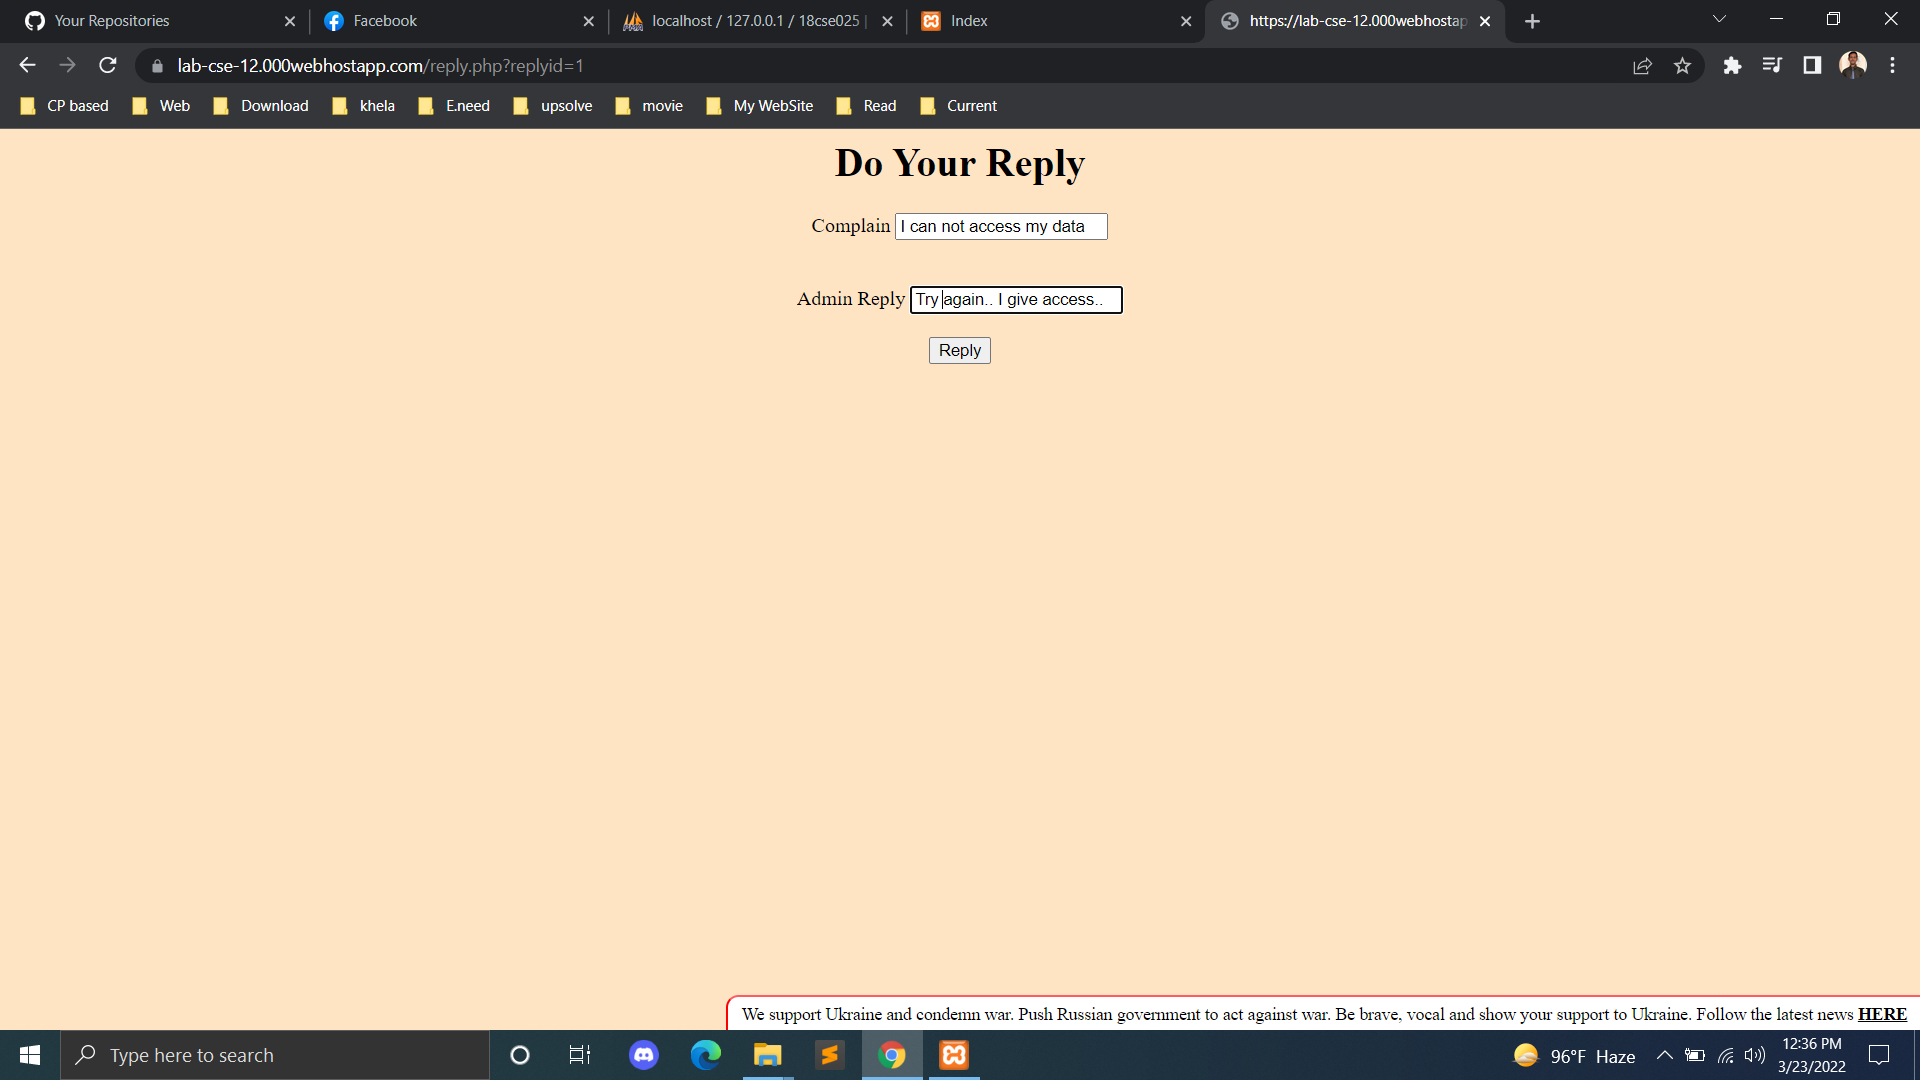 Your Repositories
Facebook
localhost / 127.0.0.1 / 18cse025 |
Index
https://lab-cse-12.000webhostap
lab-cse-12.000webhostapp.com/reply.php?replyid=1
CP based
Web
Download
khela
E.need
upsolve
movie
My WebSite
Read
Current
Do Your Reply
Complain I can not access my data
Admin Reply Try again.. I give access..
Reply
We support Ukraine and condemn war. Push Russian government to act against war. Be brave, vocal and show your support to Ukraine. Follow the latest news HERE
Type here to search
96°F Haze
12:36 PM
3/23/2022